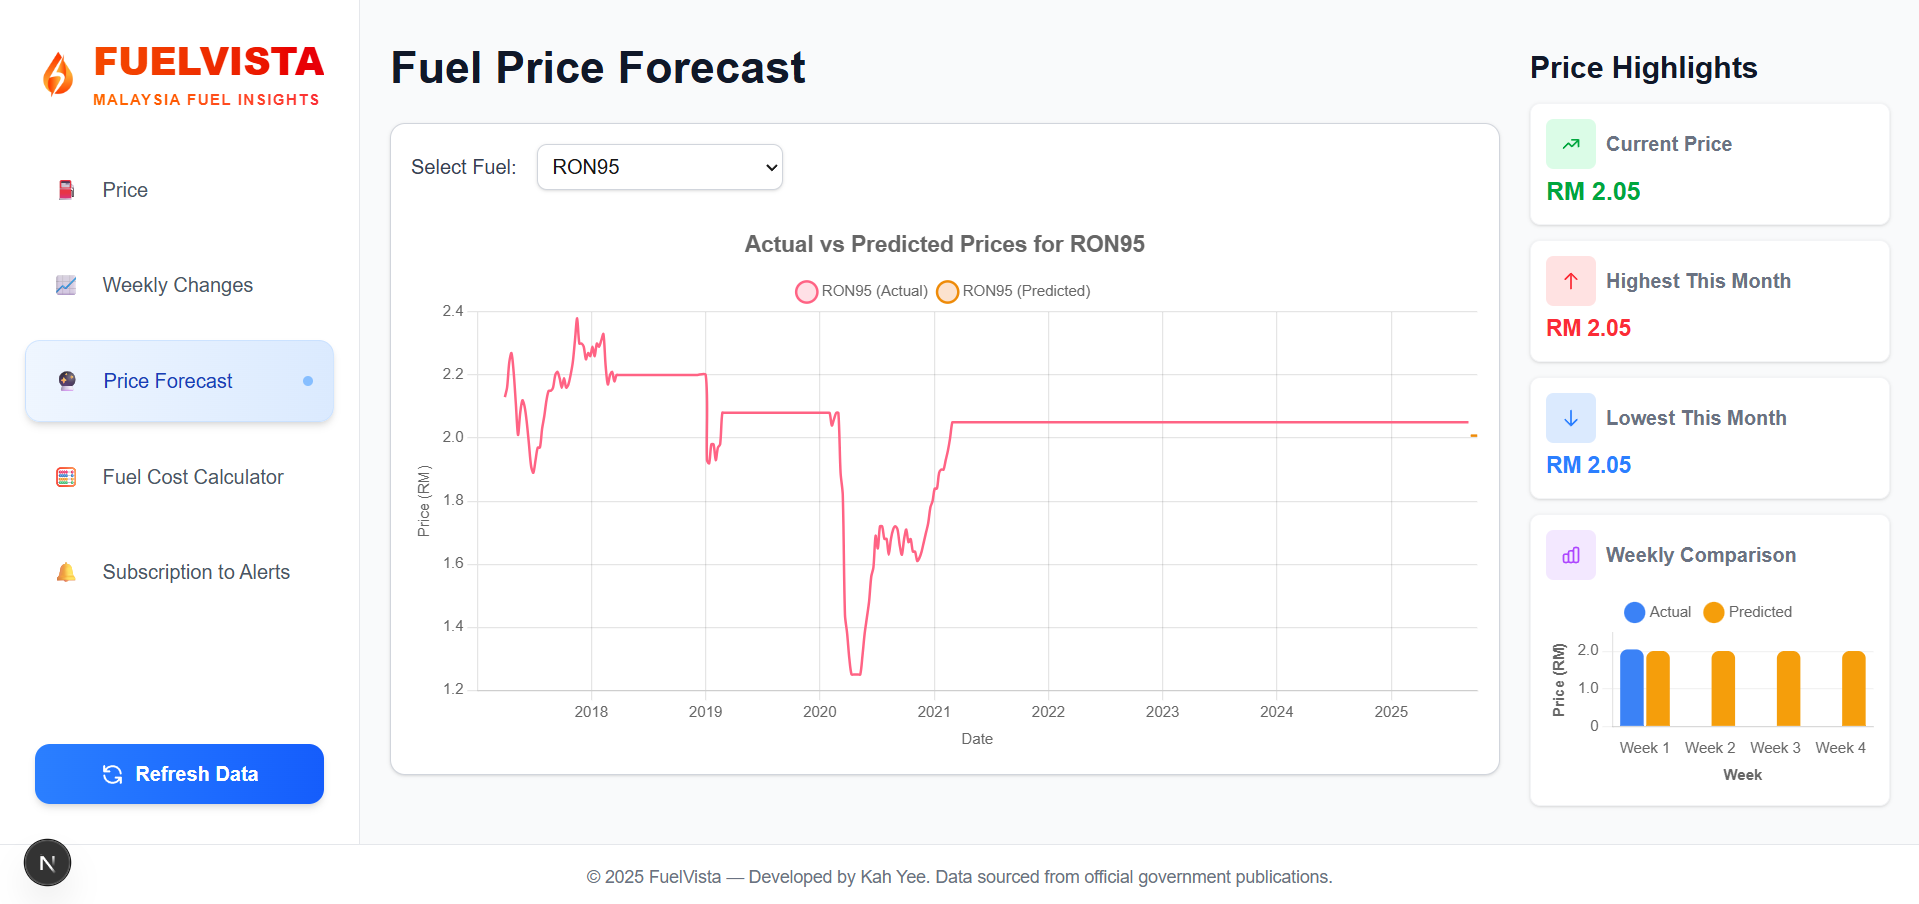 FUELVISTA
MALAYSIA FUEL INSIGHTS
Price
Weekly Changes
Price Forecast
Fuel Cost Calculator
Subscription to Alerts
Refresh Data
N
Fuel Price Forecast
Select Fuel: RON95
Actual vs Predicted Prices for RON95
RON95 (Actual) RON95 (Predicted)
2.4
2.2
2.0
1.8
1.6
1.4
1.2
Price (RM)
2018 2019 2020 2021 2022 2023 2024 2025
Date
Price Highlights
Current Price
RM 2.05
Highest This Month
RM 2.05
Lowest This Month
RM 2.05
Weekly Comparison
Actual Predicted
2.0
1.0
0
Price (RM)
Week 1 Week 2 Week 3 Week 4
Week
© 2025 FuelVista — Developed by Kah Yee. Data sourced from official government publications.